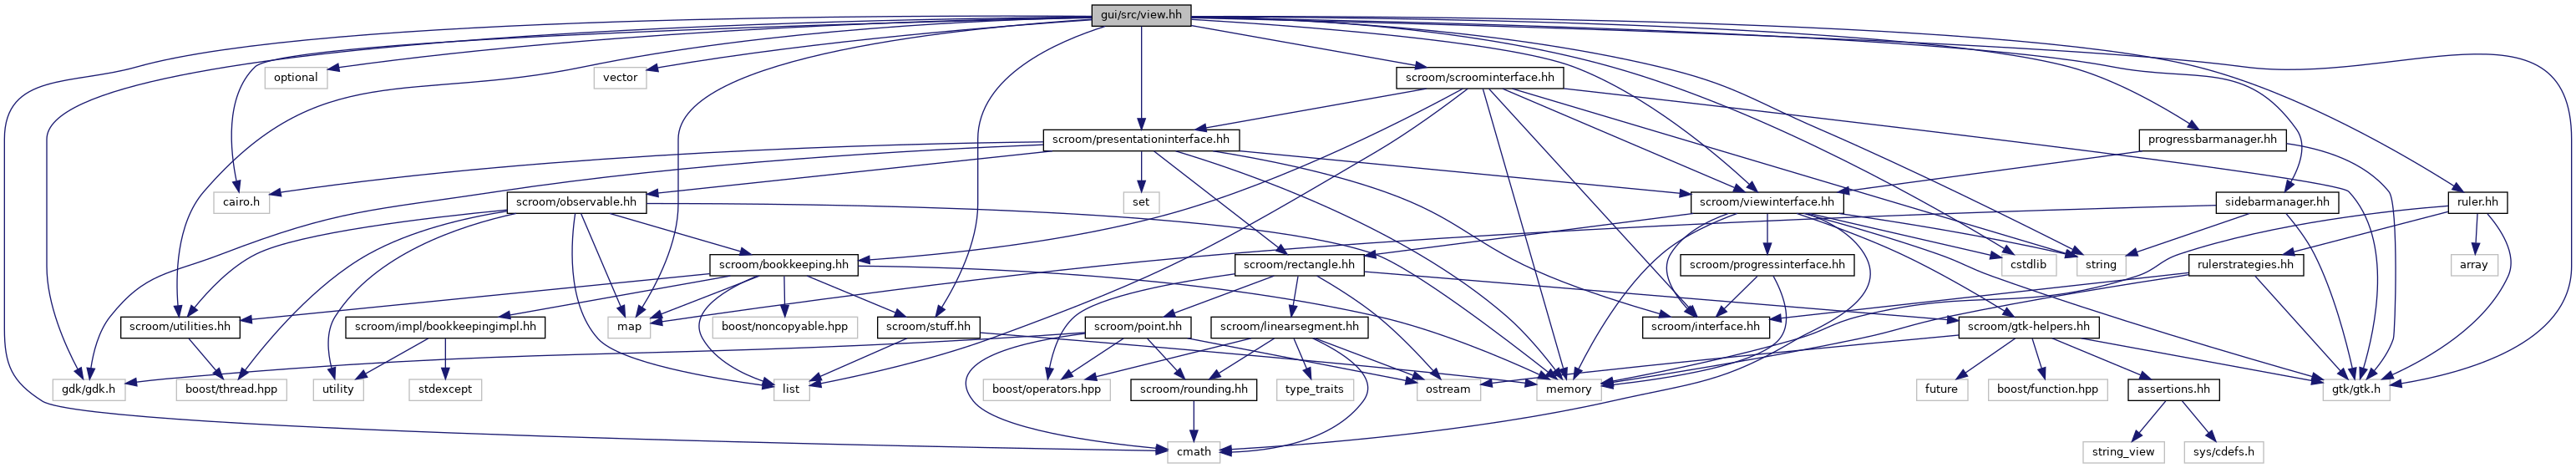 gui/src/view.hh
optional
vector
scroom/scroominterface.hh
scroom/presentationinterface.hh
progressbarmanager.hh
cairo.h
scroom/observable.hh
set
scroom/viewinterface.hh
sidebarmanager.hh
ruler.hh
scroom/bookkeeping.hh
scroom/rectangle.hh
scroom/progressinterface.hh
cstdlib
string
rulerstrategies.hh
array
scroom/utilities.hh
scroom/impl/bookkeepingimpl.hh
map
boost/noncopyable.hpp
scroom/stuff.hh
scroom/point.hh
scroom/linearsegment.hh
scroom/interface.hh
scroom/gtk-helpers.hh
gdk/gdk.h
boost/thread.hpp
utility
stdexcept
list
boost/operators.hpp
scroom/rounding.hh
type_traits
ostream
memory
future
boost/function.hpp
assertions.hh
gtk/gtk.h
cmath
string_view
sys/cdefs.h